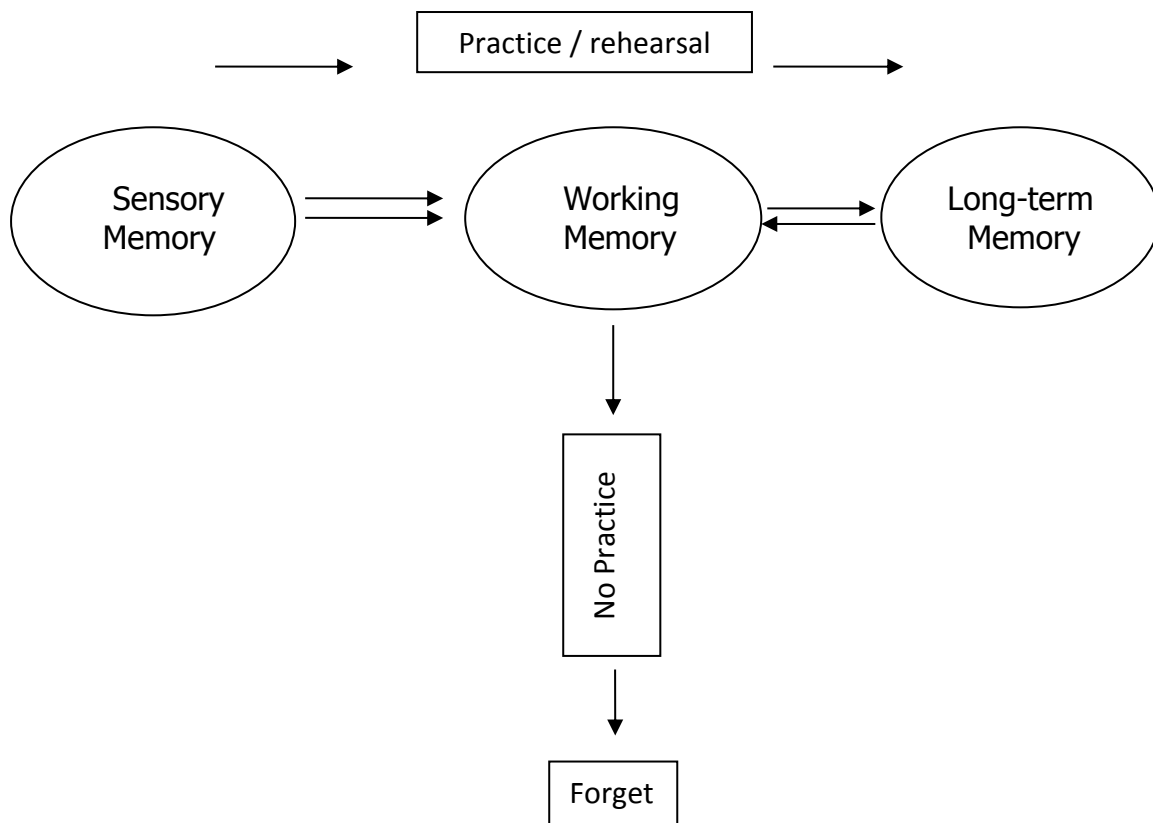 Practice / rehearsal
Sensory
Memory
Working
Memory
Long-term
Memory
No Practice
Forget